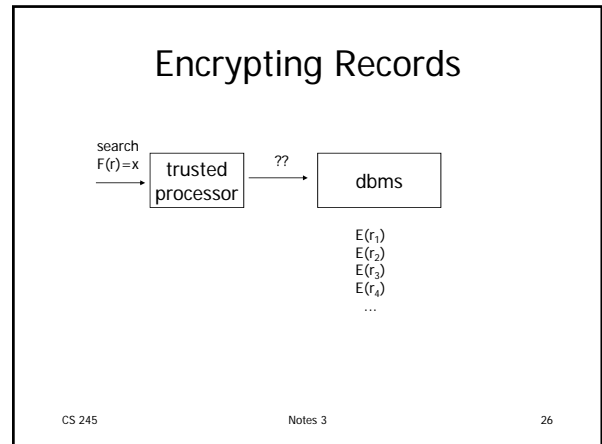 Encrypting Records
search
F(r)=x
trusted
processor
??
dbms
E(r₁)
E(r₂)
E(r₃)
E(r₄)
...
CS 245
Notes 3
26